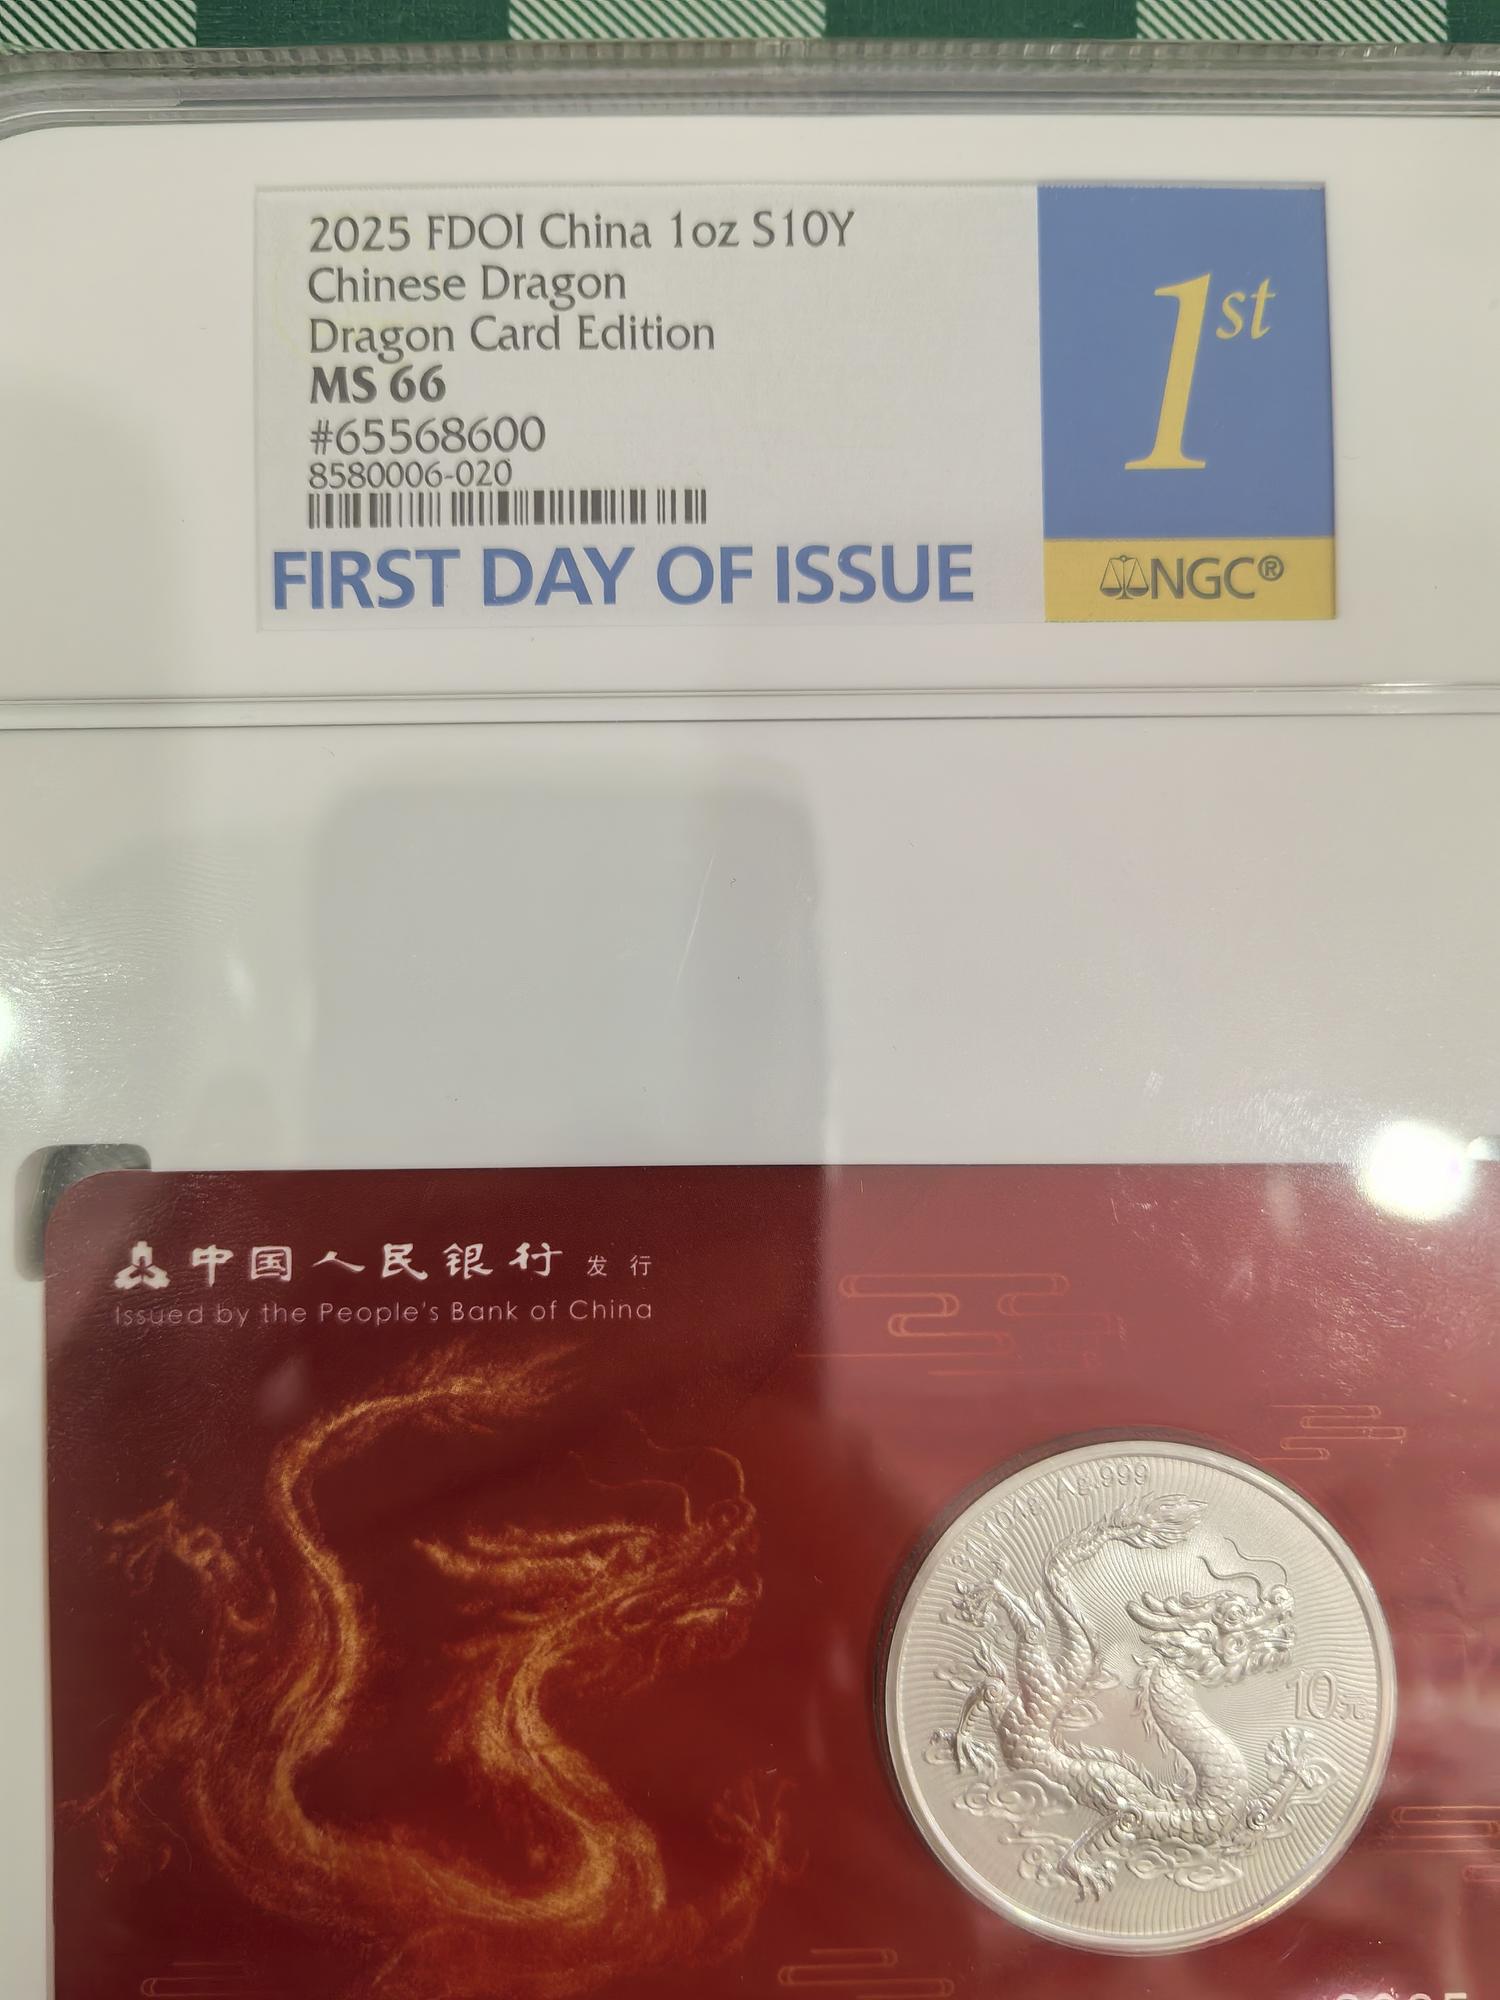 2025 FDOI China 1oz S10Y
Chinese Dragon
Dragon Card Edition
MS 66
#65568600
8580006-020
FIRST DAY OF ISSUE
1st
NGC®
中国人民银行 发行
Issued by the People's Bank of China
Ag.999
10元